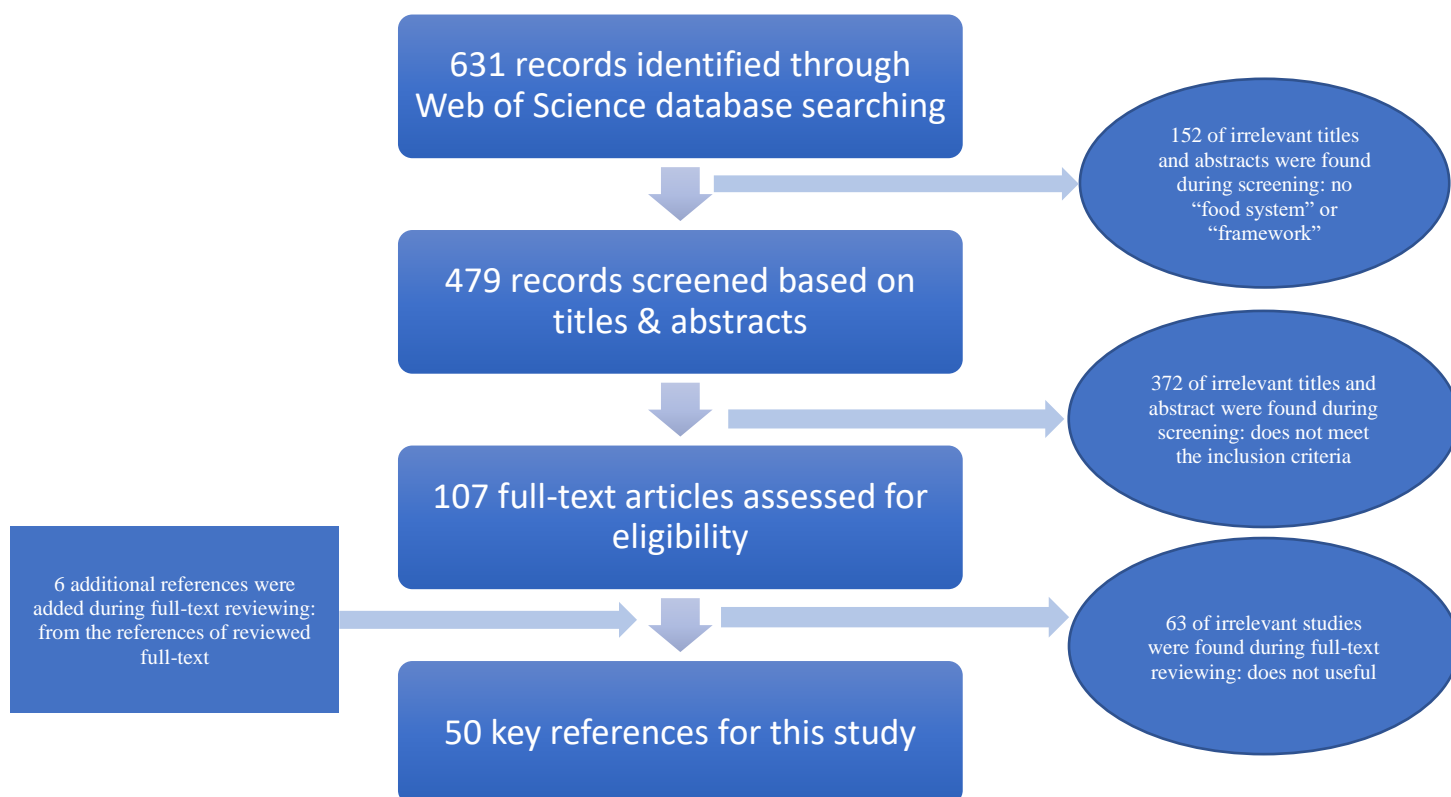 631 records identified through
Web of Science database searching
152 of irrelevant titles
and abstracts were found
during screening: no
“food system” or
“framework”
479 records screened based on
titles & abstracts
372 of irrelevant titles and
abstract were found during
screening: does not meet
the inclusion criteria
107 full-text articles assessed for
eligibility
6 additional references were
added during full-text reviewing:
from the references of reviewed
full-text
63 of irrelevant studies
were found during full-text
reviewing: does not useful
50 key references for this study